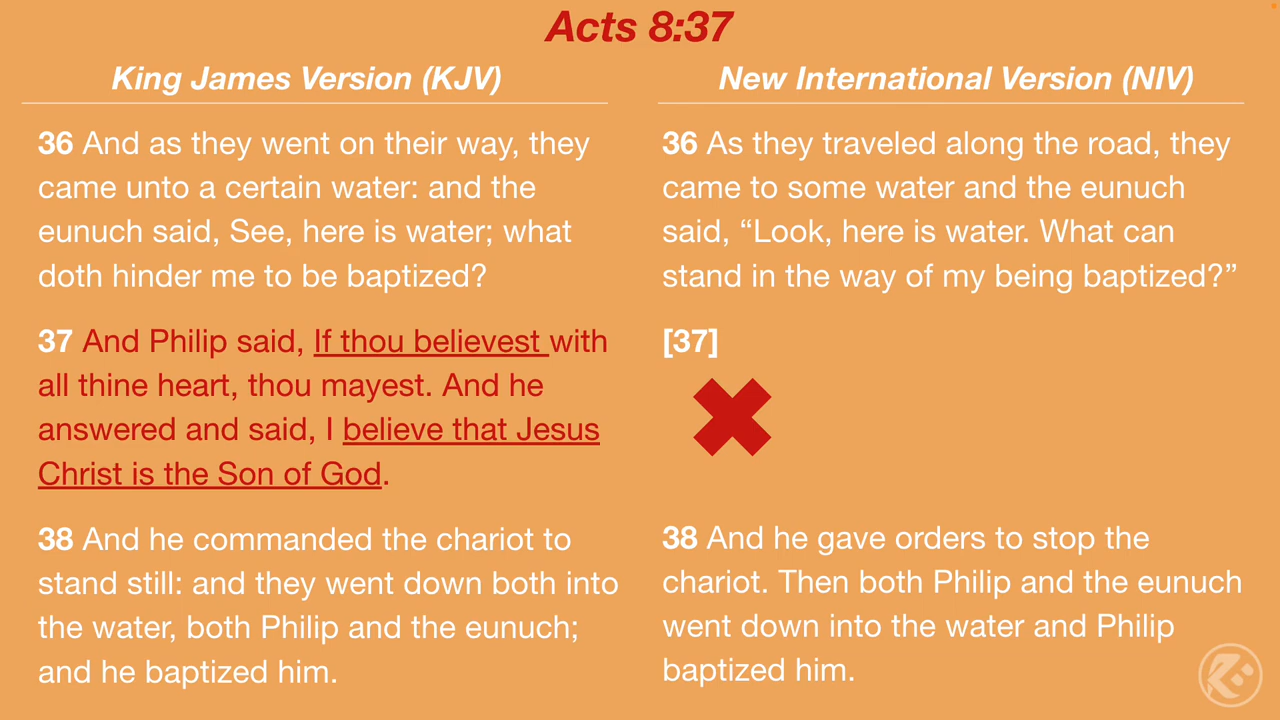 Acts 8:37
King James Version (KJV)
36 And as they went on their way, they
came unto a certain water: and the
eunuch said, See, here is water; what
doth hinder me to be baptized?
37 And Philip said, If thou believest with
all thine heart, thou mayest. And he
answered and said, I believe that Jesus
Christ is the Son of God.
38 And he commanded the chariot to
stand still: and they went down both into
the water, both Philip and the eunuch;
and he baptized him.
New International Version (NIV)
36 As they traveled along the road, they
came to some water and the eunuch
said, “Look, here is water. What can
stand in the way of my being baptized?”
[37]
38 And he gave orders to stop the
chariot. Then both Philip and the eunuch
went down into the water and Philip
baptized him.